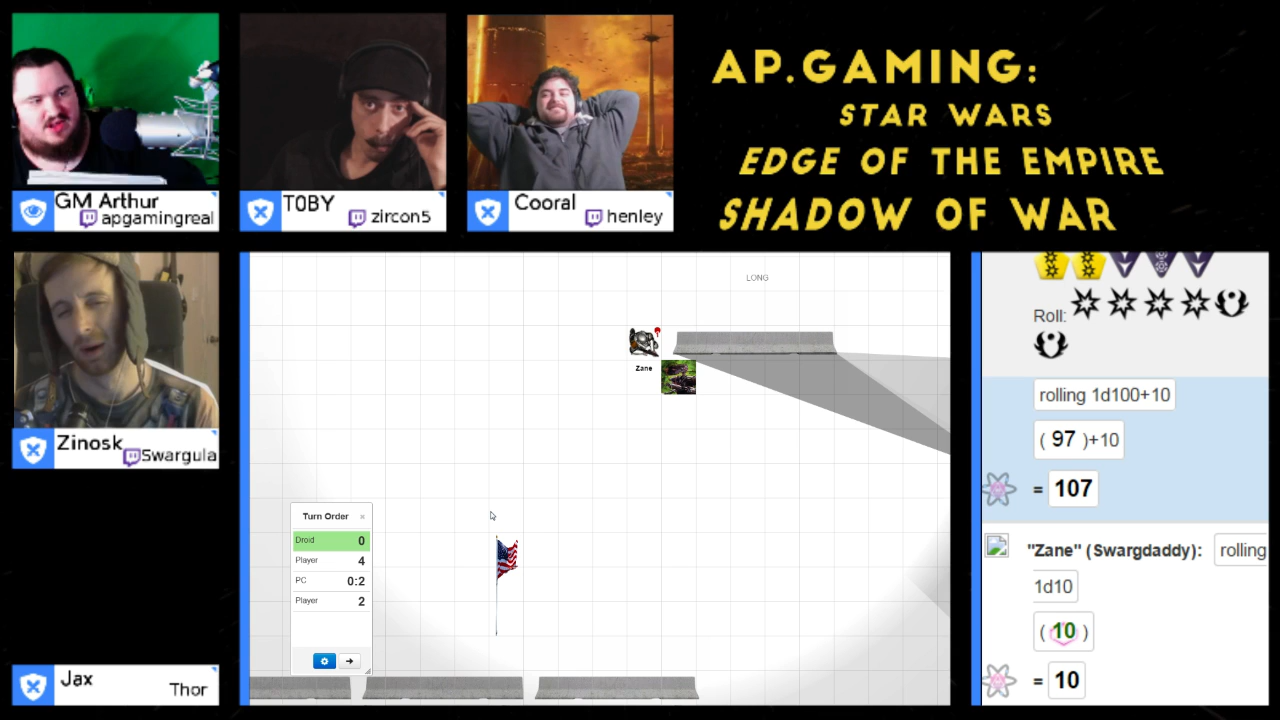 AP.GAMING:
STAR WARS
EDGE OF THE EMPIRE
SHADOW OF WAR
GM Arthur
apgamingreal
TOBY
zircon5
Cooral
henley
Zinosk
Swargula
Jax
Thor
LONG
Zane
Turn Order ×
Droid 0
Player 4
PC 0:2
Player 2
Roll:
rolling 1d100+10
( 97 )+10
= 107
"Zane" (Swargdaddy): rolling
1d10
( 10 )
= 10